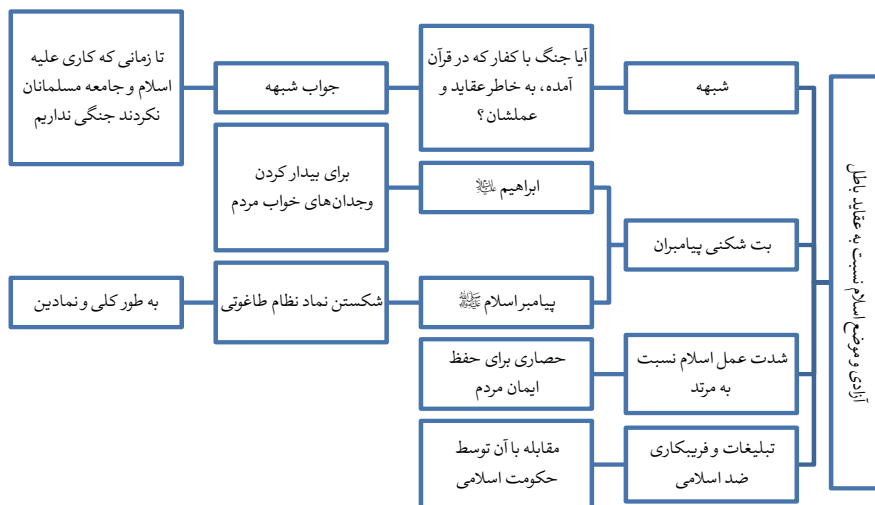 آزادی و موضع اسلام نسبت به عقاید باطل
شبهه
آیا جنگ با کفار که در قرآن
آمده، به خاطر عقاید و
عملشان؟
جواب شبهه
تا زمانی که کاری علیه
اسلام و جامعه مسلمانان
نکردند جنگی نداریم
بت شکنی پیامبران
ابراهیم علیه‌السلام
برای بیدار کردن
وجدان‌های خواب مردم
پیامبر اسلام ﷺ
شکستن نماد نظام طاغوتی
به طور کلی و نمادین
شدت عمل اسلام نسبت
به مرتد
حصاری برای حفظ
ایمان مردم
تبلیغات و فریبکاری
ضد اسلامی
مقابله با آن توسط
حکومت اسلامی